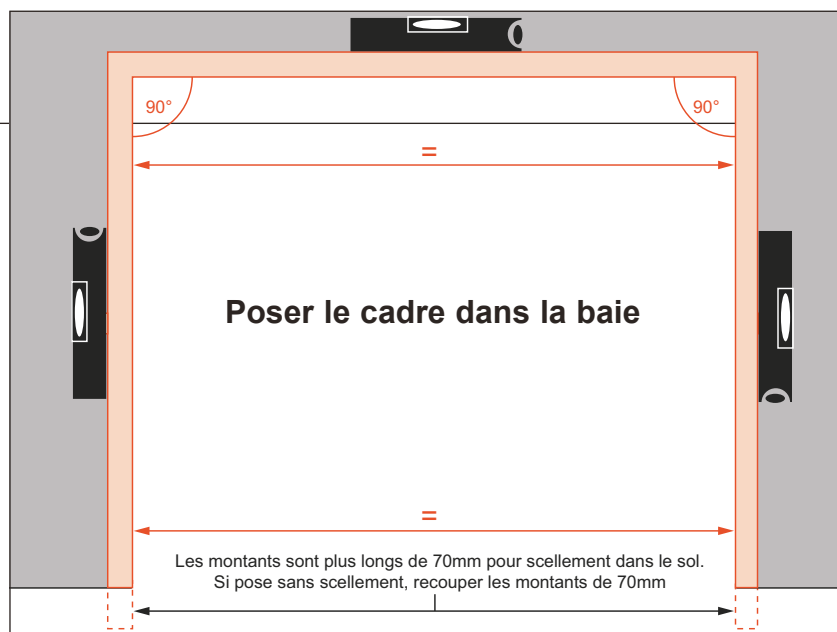 90°
90°
=
Poser le cadre dans la baie
=
Les montants sont plus longs de 70mm pour scellement dans le sol.
Si pose sans scellement, recouper les montants de 70mm